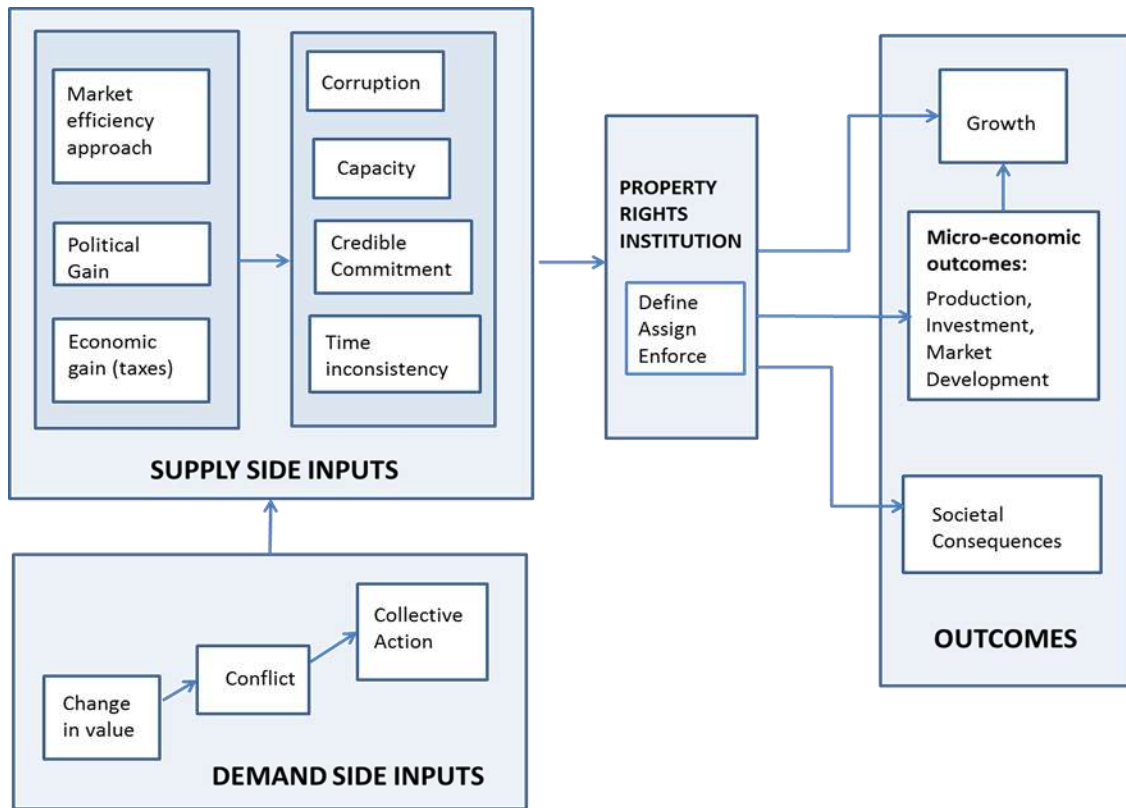 Market
efficiency
approach
Political
Gain
Economic
gain (taxes)
Corruption
Capacity
Credible
Commitment
Time
inconsistency
SUPPLY SIDE INPUTS
Change
in value
Conflict
Collective
Action
DEMAND SIDE INPUTS
PROPERTY
RIGHTS
INSTITUTION
Define
Assign
Enforce
Growth
Micro-economic
outcomes:
Production,
Investment,
Market
Development
Societal
Consequences
OUTCOMES